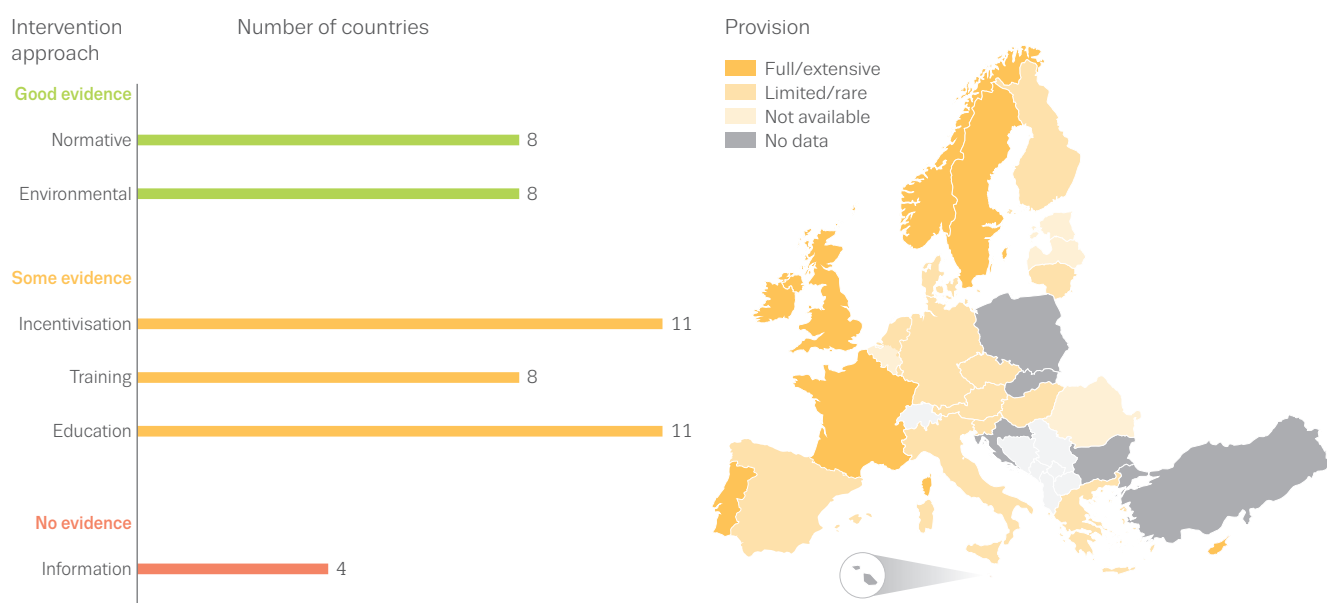 Intervention
approach
Number of countries
Good evidence
Normative 8
Environmental 8
Some evidence
Incentivisation 11
Training 8
Education 11
No evidence
Information 4
Provision
Full/extensive
Limited/rare
Not available
No data